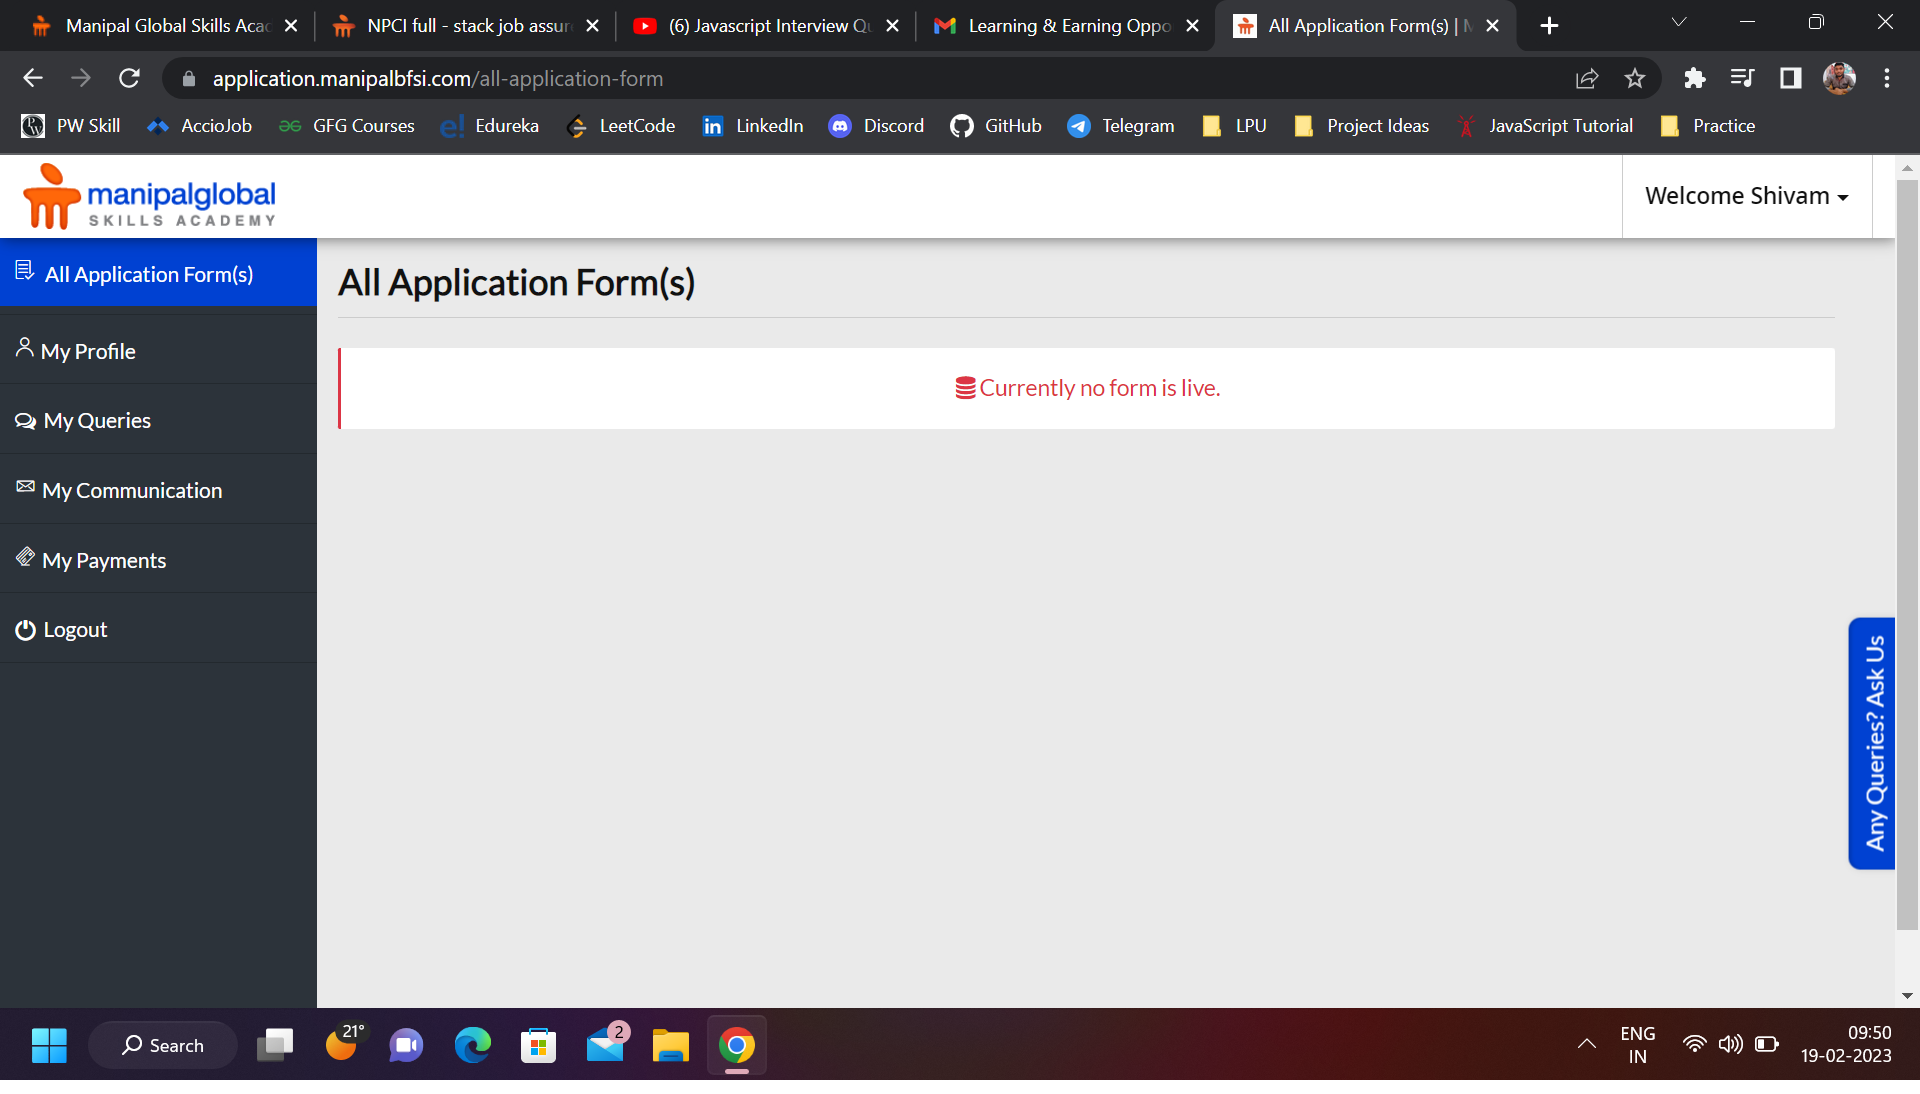 Manipal Global Skills Acad
NPCI full - stack job assur
(6) Javascript Interview Qu
Learning & Earning Oppo
All Application Form(s) | M
application.manipalbfsi.com/all-application-form
PW Skill
AccioJob
GFG Courses
Edureka
LeetCode
LinkedIn
Discord
GitHub
Telegram
LPU
Project Ideas
JavaScript Tutorial
Practice
manipalglobal
SKILLS ACADEMY
Welcome Shivam
All Application Form(s)
My Profile
My Queries
My Communication
My Payments
Logout
All Application Form(s)
Currently no form is live.
Any Queries? Ask Us
Search
21°
2
ENG
IN
09:50
19-02-2023